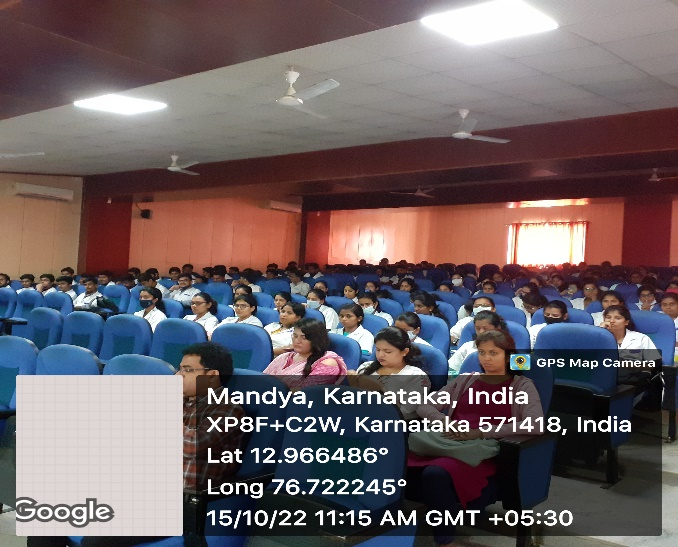 GPS Map Camera
Mandya, Karnataka, India
XP8F+C2W, Karnataka 571418, India
Lat 12.966486°
Long 76.722245°
15/10/22 11:15 AM GMT +05:30
Google